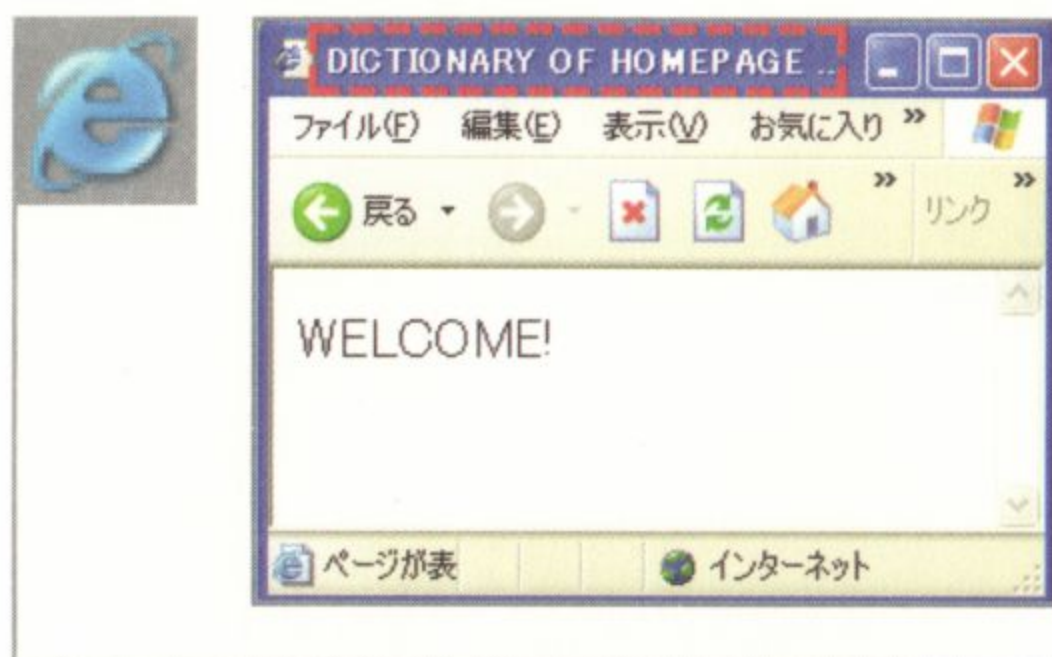 DICTIONARY OF HOMEPAGE ..
ファイル(F) 編集(E) 表示(V) お気に入り »
戻る » リンク »
WELCOME!
ページが表 インターネット